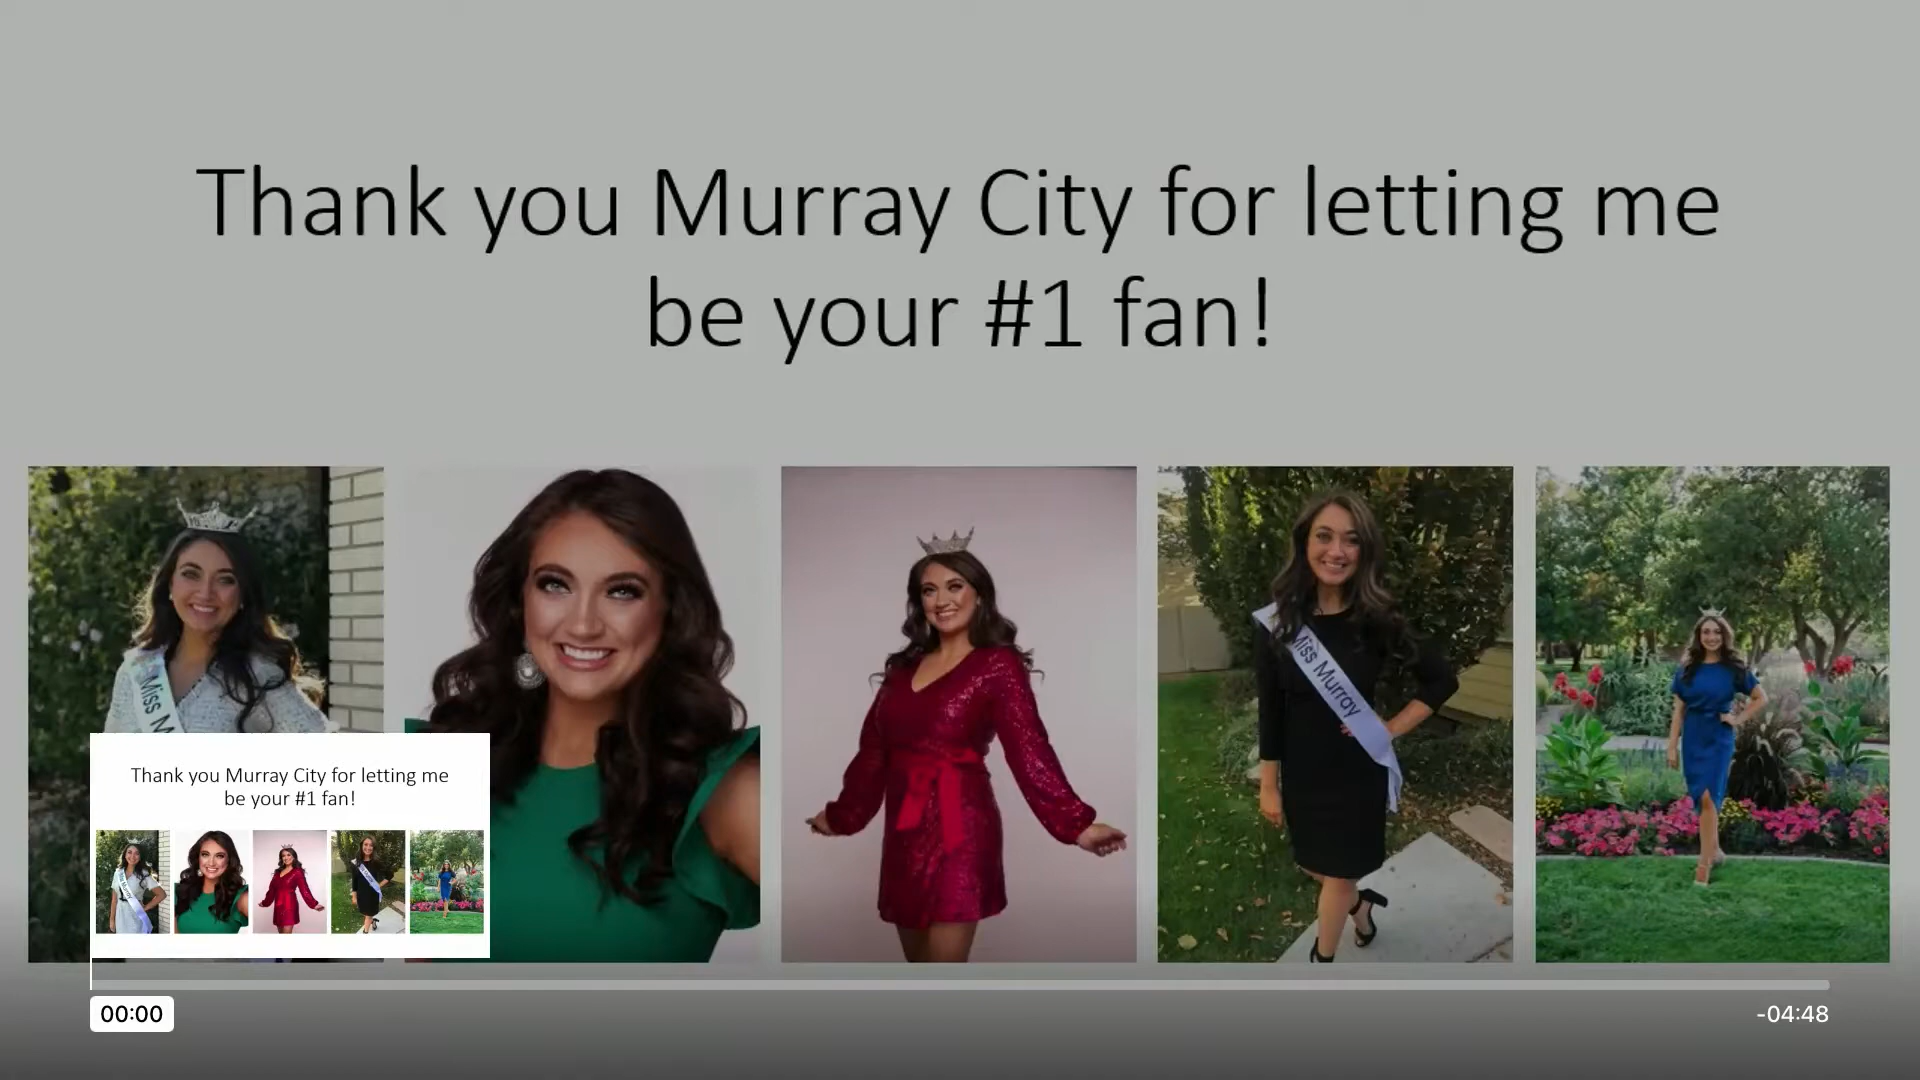 Thank you Murray City for letting me
be your #1 fan!
Miss M
Miss Murray
Thank you Murray City for letting me
be your #1 fan!
00:00
-04:48